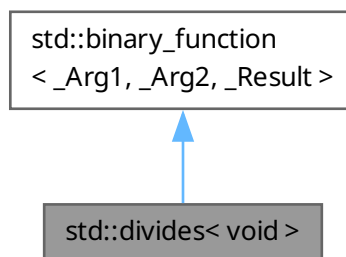 std::binary_function
< _Arg1, _Arg2, _Result >
std::divides< void >